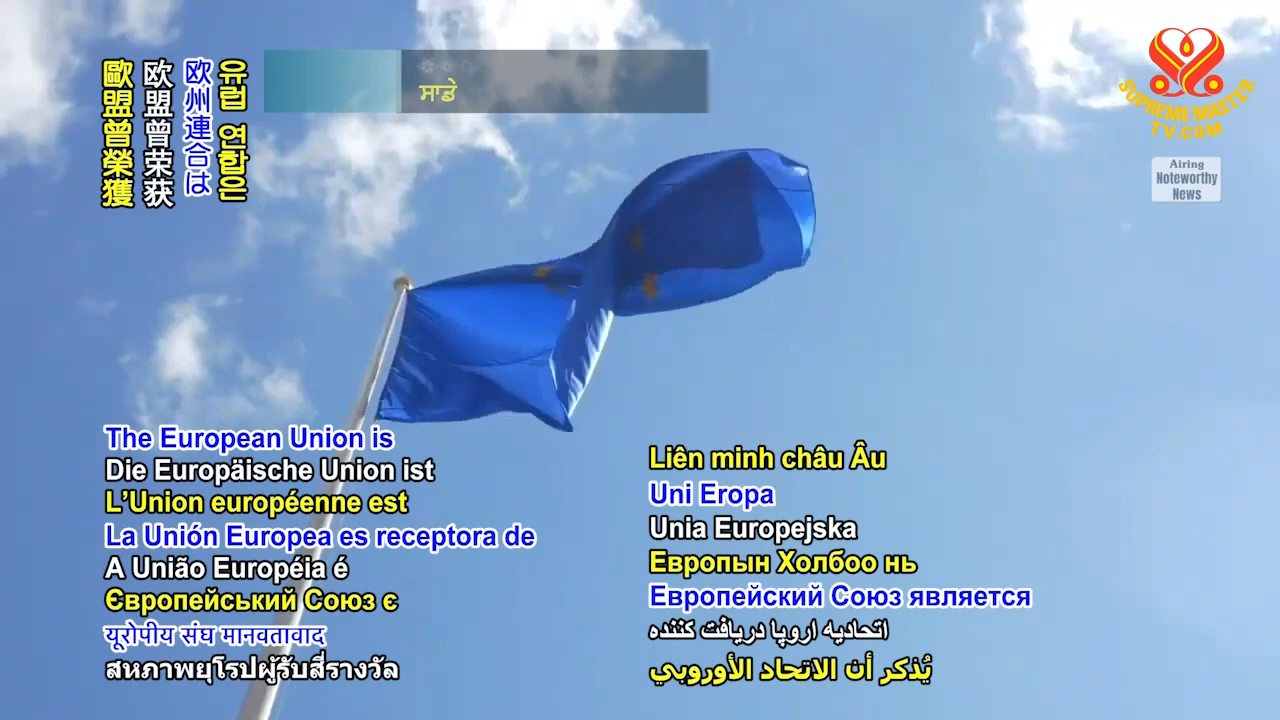 歐盟曾榮獲
欧盟曾荣获
欧州連合は
유럽 연합은
ਸਾਡੇ
SUPREME MASTER
TV.COM
Airing
Noteworthy
News
The European Union is
Die Europäische Union ist
L’Union européenne est
La Unión Europea es receptora de
A União Européia é
Європейський Союз є
यूरोपीय संघ मानवतावाद
สหภาพยุโรปผู้รับสี่รางวัล
Liên minh châu Âu
Uni Eropa
Unia Europejska
Европын Холбоо нь
Европейский Союз является
اتحادیه اروپا دریافت کننده
يُذكر أن الاتحاد الأوروبي